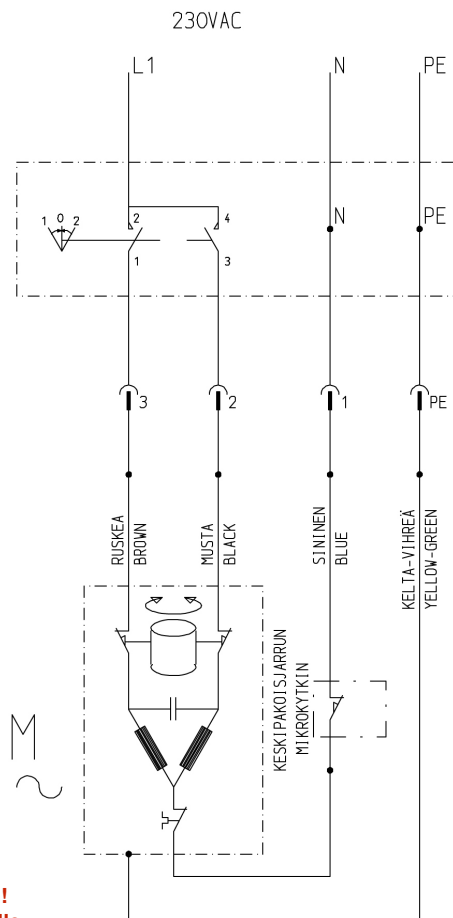 230VAC
L1 N PE
1 0 2
2 4
N PE
1 3
3 2 1 PE
RUSKEA
BROWN
MUSTA
BLACK
SININEN
BLUE
KELTA-VIHREÄ
YELLOW-GREEN
KESKIPAKOISJARRUN
MIKROKYTKIN
M
!